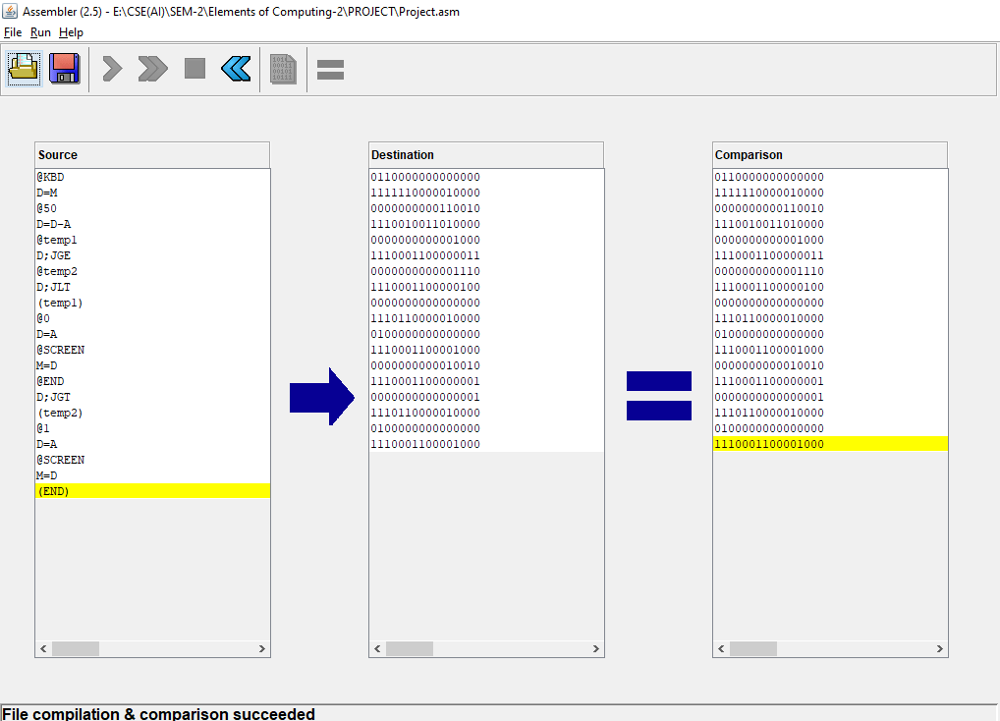 Assembler (2.5) - E:\CSE(AI)\SEM-2\Elements of Computing-2\PROJECT\Project.asm
File Run Help
Source
@KBD
D=M
@50
D=D-A
@temp1
D;JGE
@temp2
D;JLT
(temp1)
@0
D=A
@SCREEN
M=D
@END
D;JGT
(temp2)
@1
D=A
@SCREEN
M=D
(END)
Destination
0110000000000000
1111110000010000
0000000000110010
1110010011010000
0000000000001000
1110001100000011
0000000000001110
1110001100000100
0000000000000000
1110110000010000
0100000000000000
1110001100001000
0000000000010010
1110001100000001
0000000000000001
1110110000010000
0100000000000000
1110001100001000
Comparison
0110000000000000
1111110000010000
0000000000110010
1110010011010000
0000000000001000
1110001100000011
0000000000001110
1110001100000100
0000000000000000
1110110000010000
0100000000000000
1110001100001000
0000000000010010
1110001100000001
0000000000000001
1110110000010000
0100000000000000
1110001100001000
File compilation & comparison succeeded